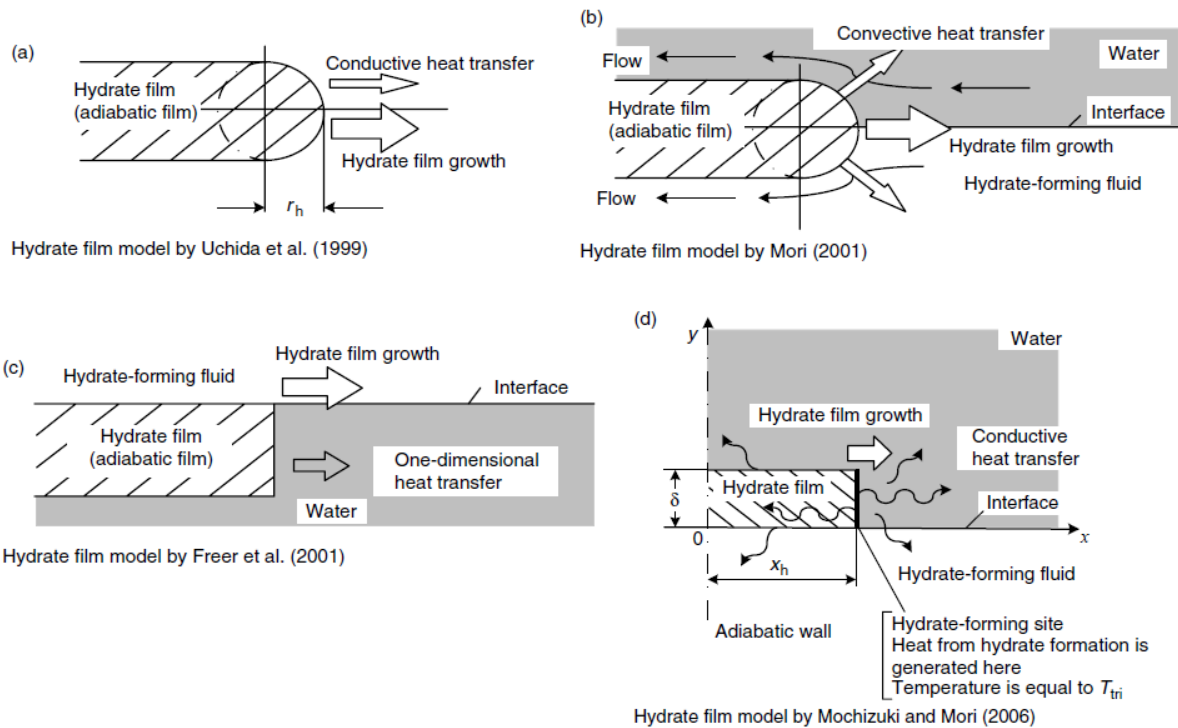 (a)
Hydrate film
(adiabatic film)
Conductive heat transfer
Hydrate film growth
r_h
Hydrate film model by Uchida et al. (1999)
(b)
Convective heat transfer
Water
Flow
Hydrate film
(adiabatic film)
Interface
Hydrate film growth
Hydrate-forming fluid
Flow
Hydrate film model by Mori (2001)
(c)
Hydrate film growth
Hydrate-forming fluid
Interface
Hydrate film
(adiabatic film)
One-dimensional
heat transfer
Water
Hydrate film model by Freer et al. (2001)
(d)
y
Water
Hydrate film growth
Conductive
heat transfer
δ
Hydrate film
Interface
0
x
x_h
Hydrate-forming fluid
Adiabatic wall
Hydrate-forming site
Heat from hydrate formation is
generated here
Temperature is equal to T_tri
Hydrate film model by Mochizuki and Mori (2006)